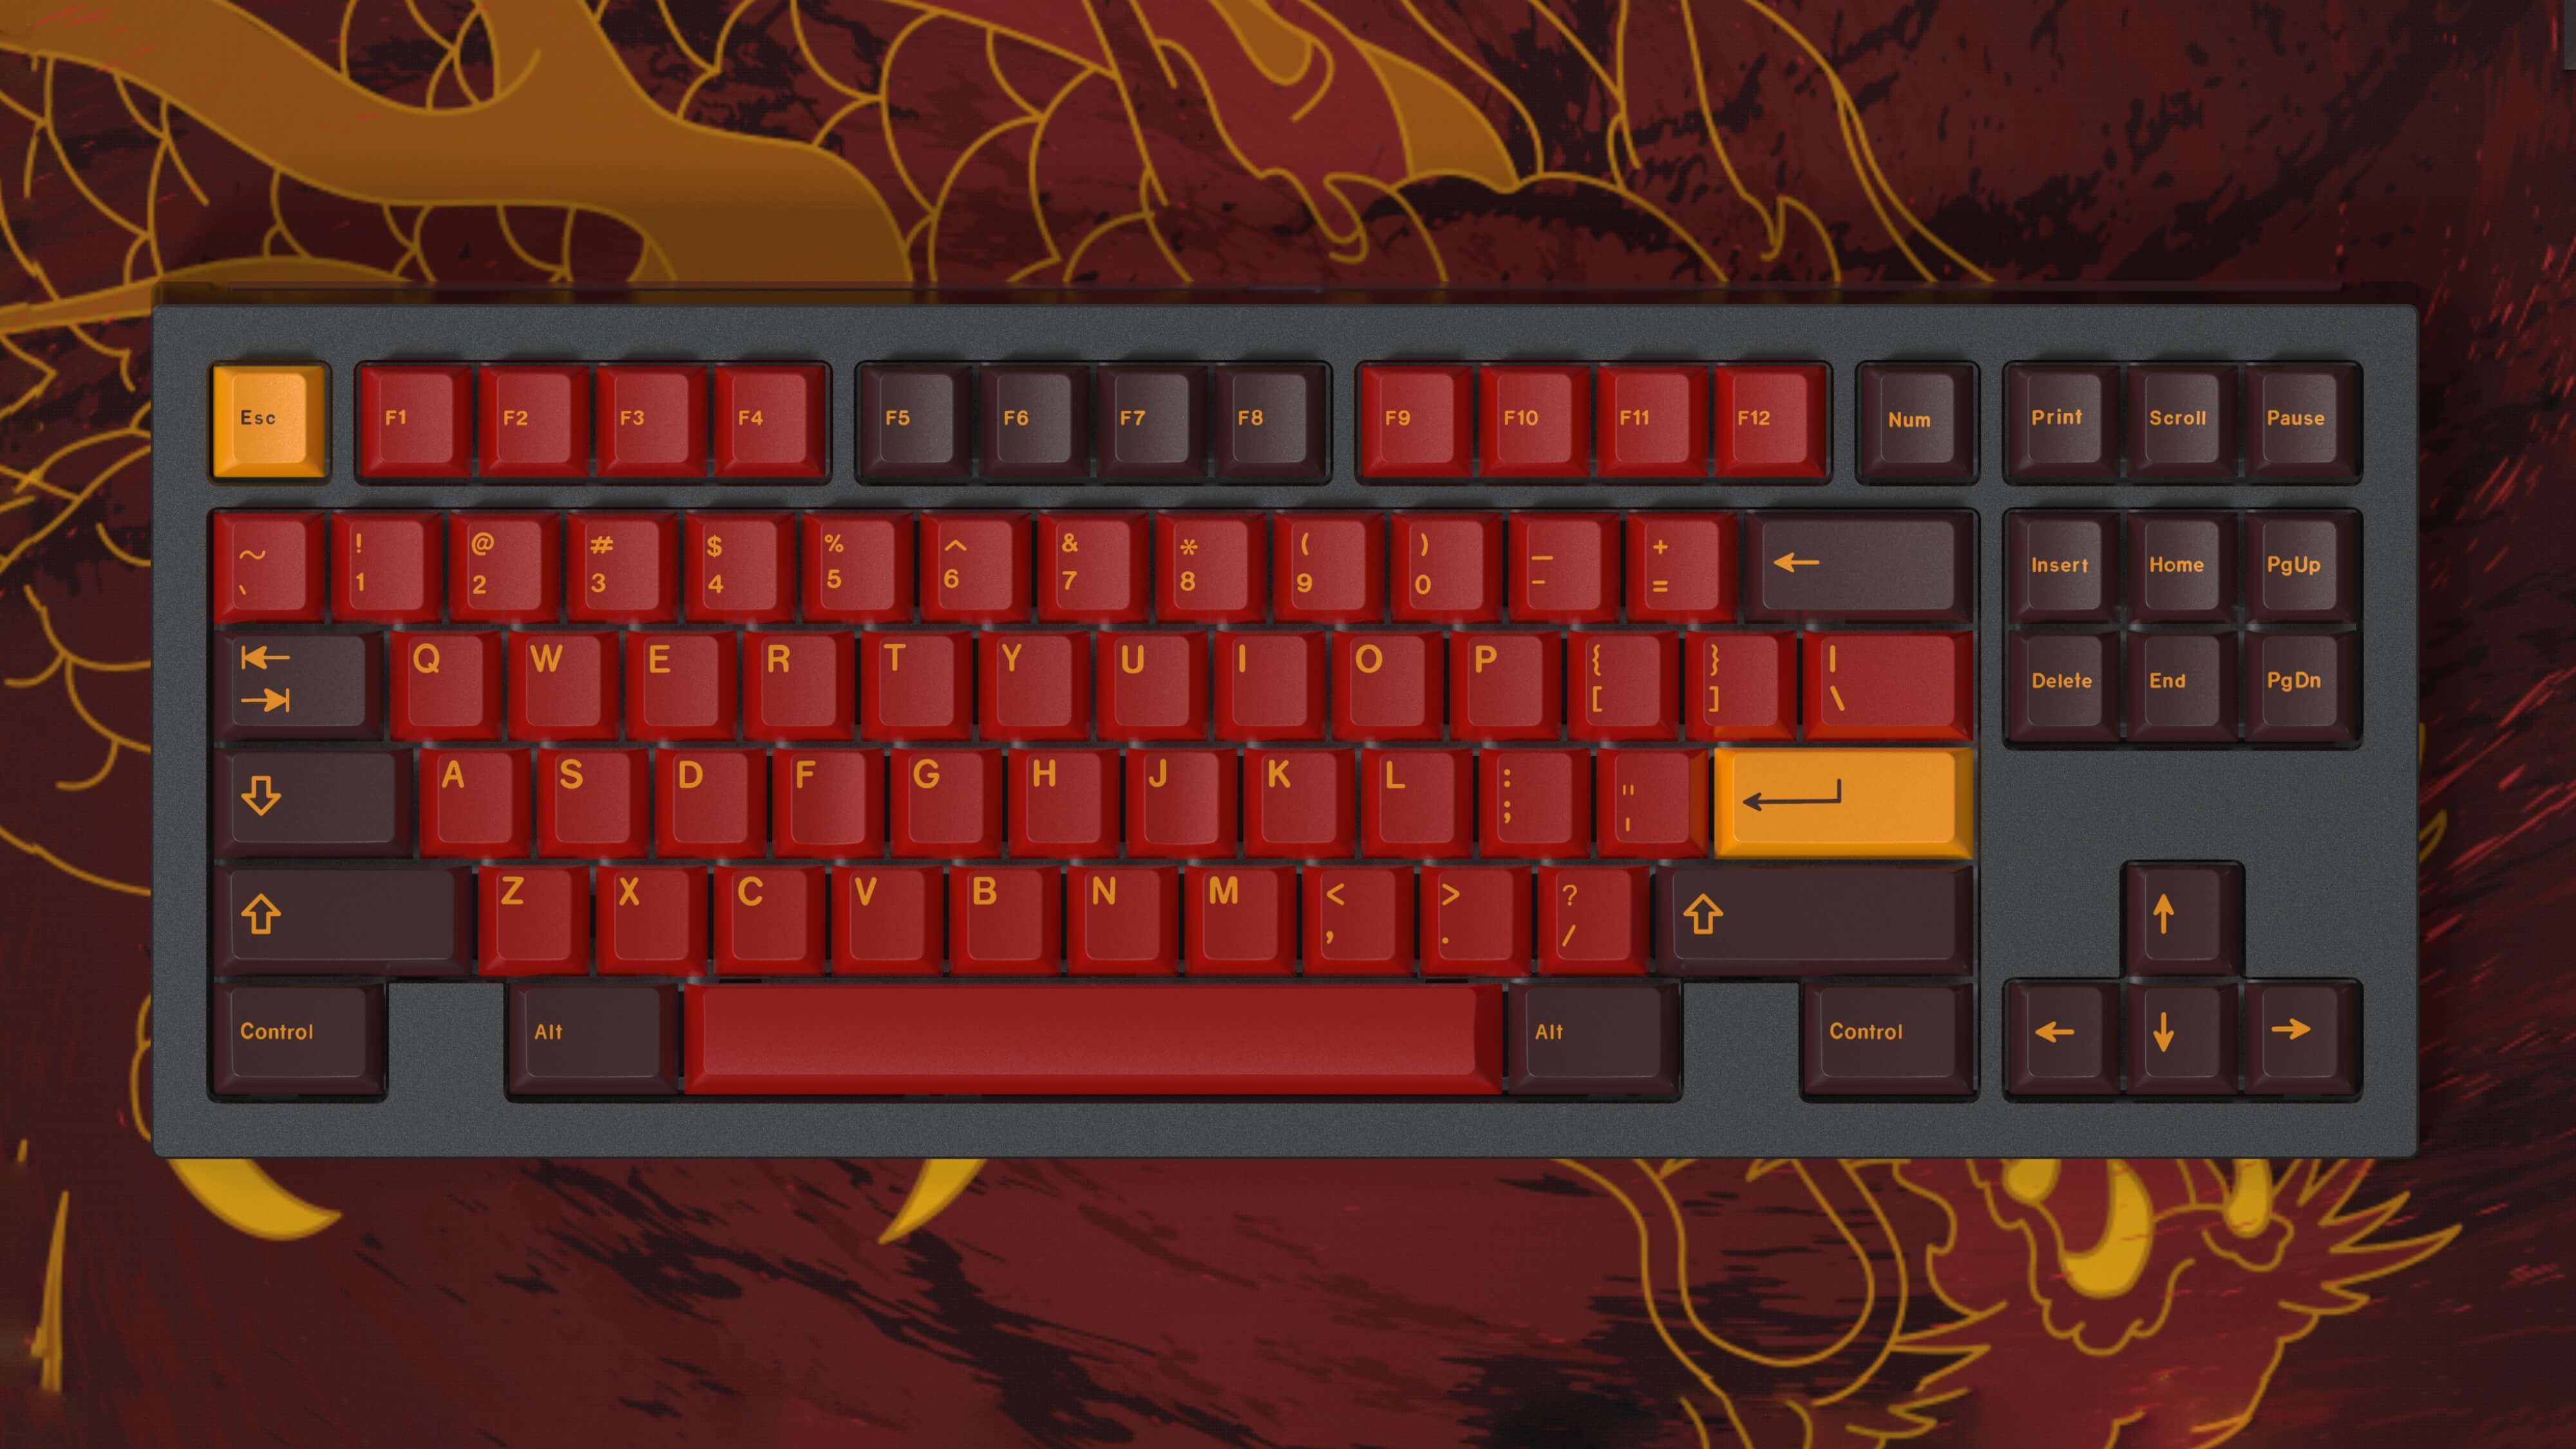 Esc F1 F2 F3 F4 F5 F6 F7 F8 F9 F10 F11 F12 Num Print Scroll Pause
~ ! @ # $ % ^ & * ( ) — +
` 1 2 3 4 5 6 7 8 9 0 - = ← Insert Home PgUp
⇤ Q W E R T Y U I O P { } |
⇥ [ ] \ Delete End PgDn
⇩ A S D F G H J K L : "
; ' ↵
⇧ Z X C V B N M < > ? ⇧ ↑
, . /
Control Alt Alt Control ← ↓ →